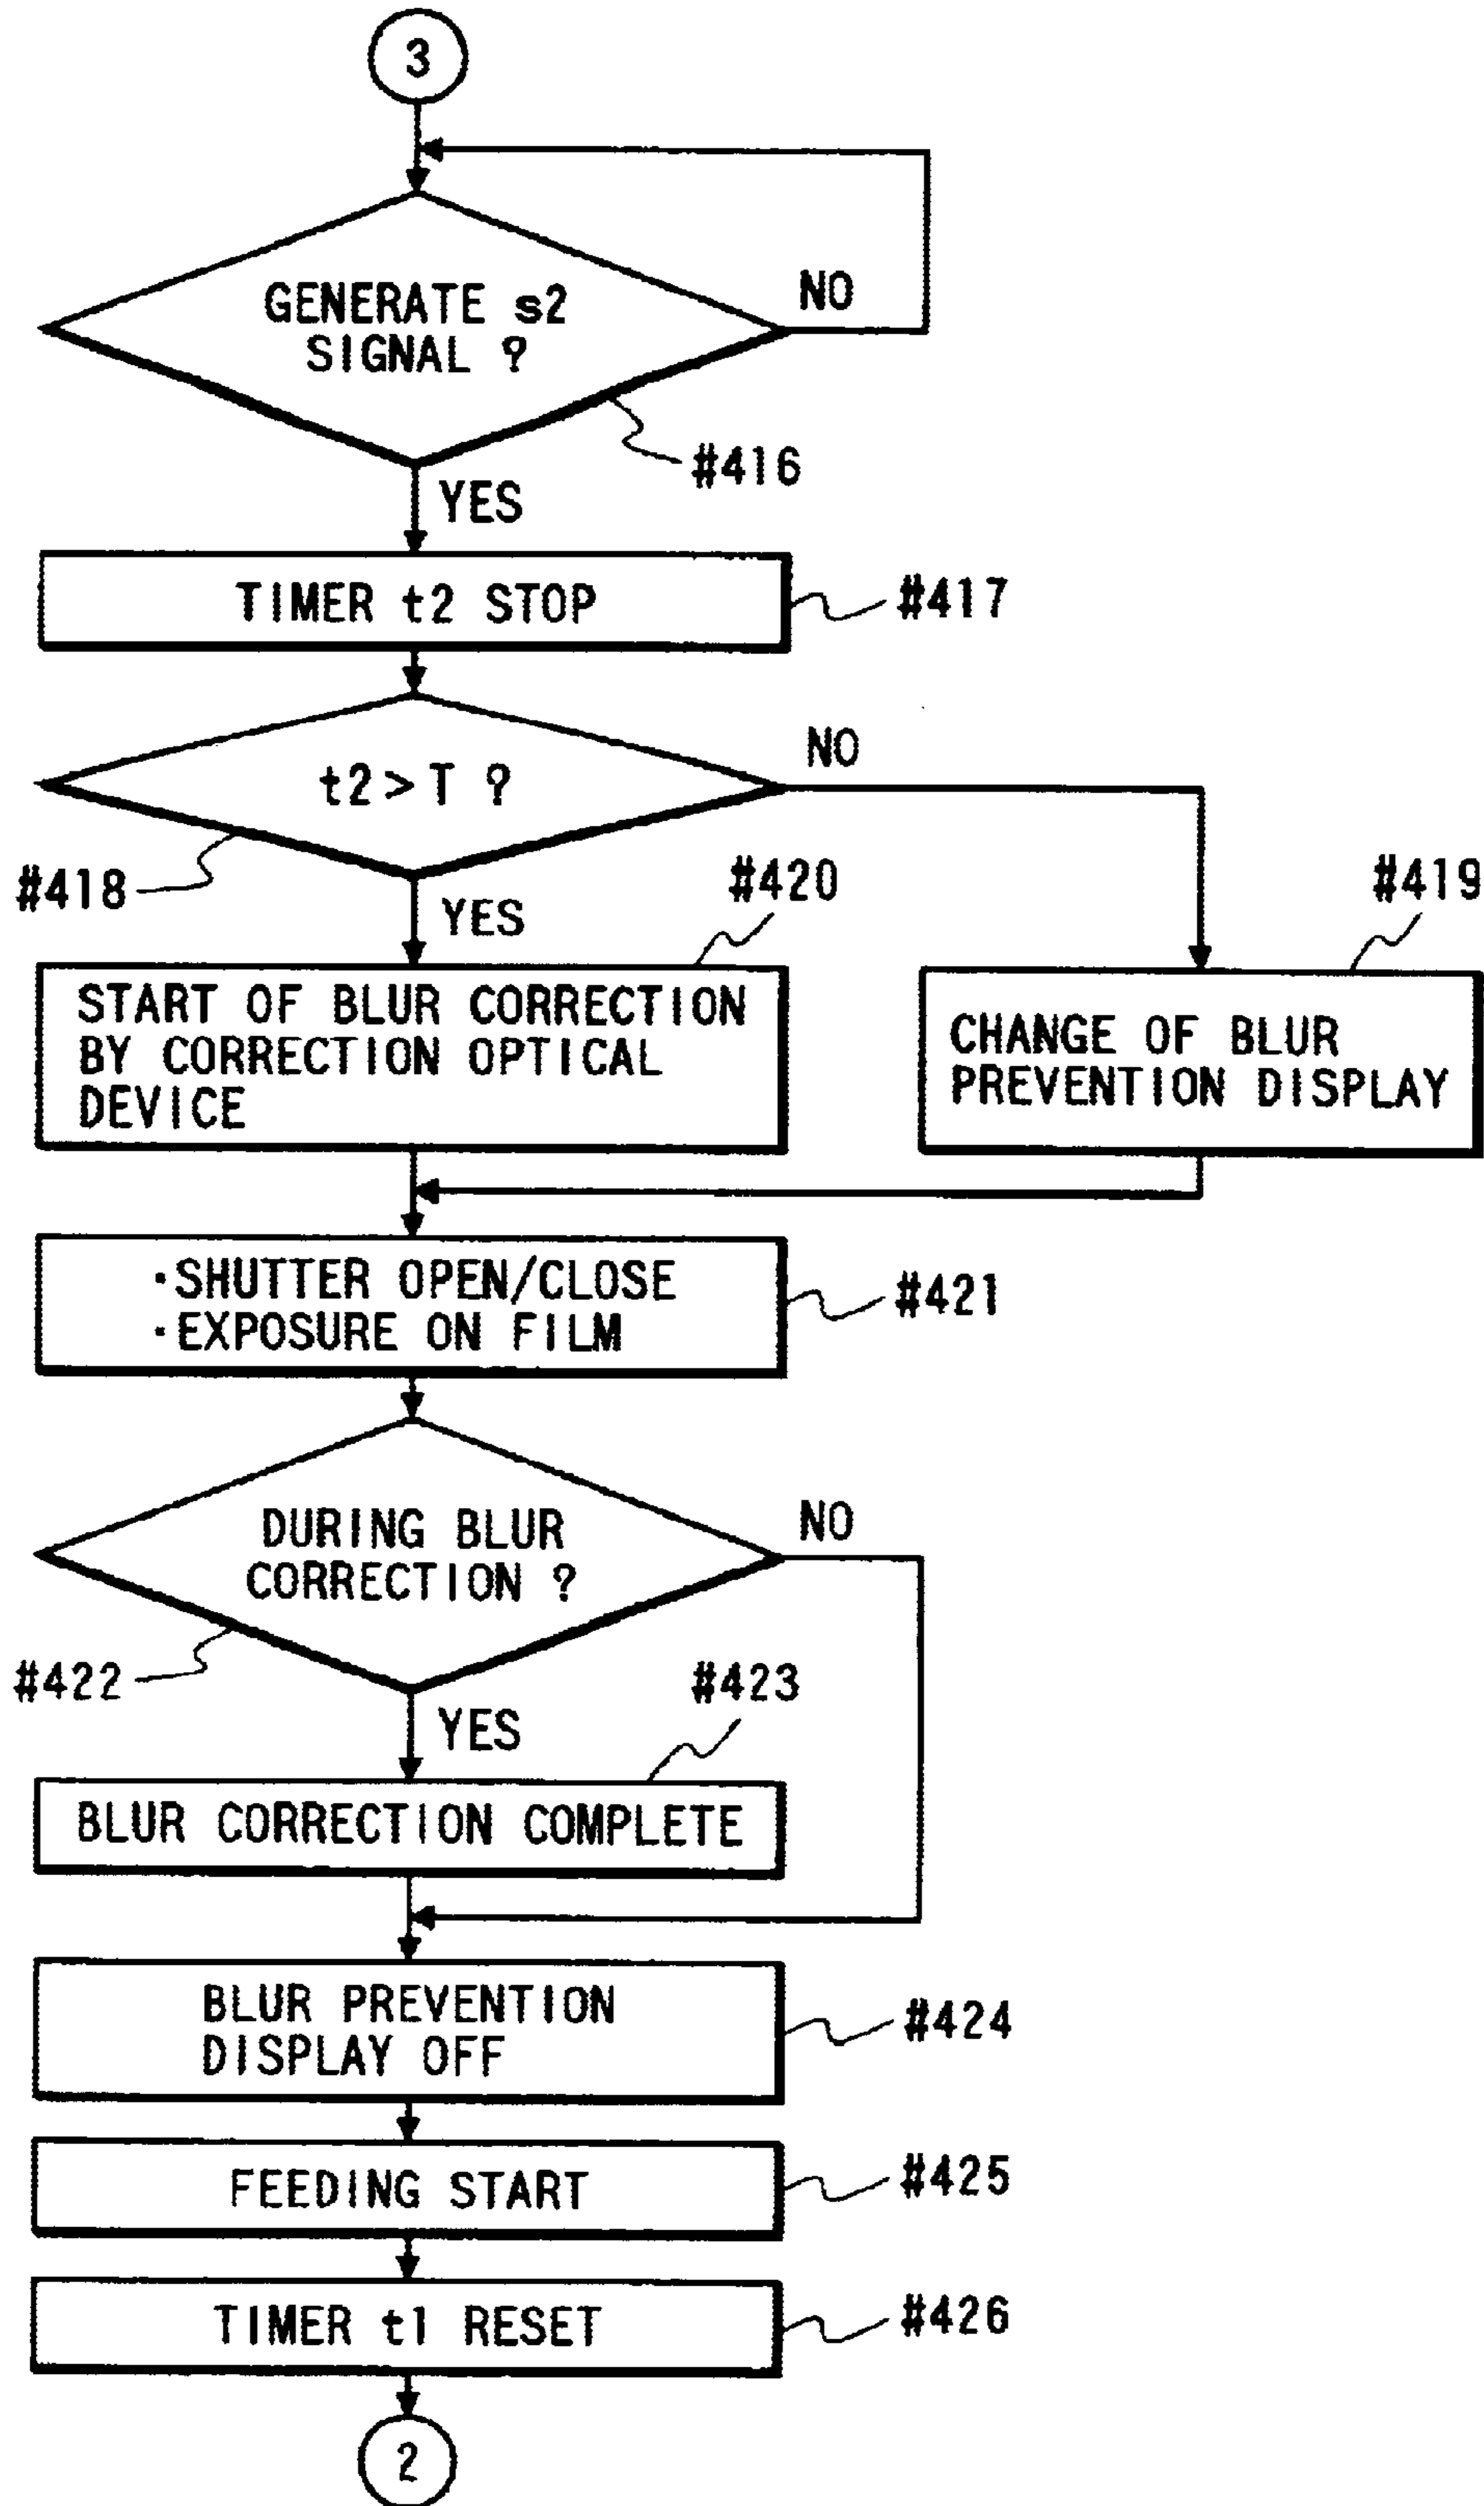 3
GENERATE s2
SIGNAL ?
NO
#416
YES
TIMER t2 STOP
#417
t2>T ?
NO
#418
YES
#420
#419
START OF BLUR CORRECTION
BY CORRECTION OPTICAL
DEVICE
CHANGE OF BLUR
PREVENTION DISPLAY
·SHUTTER OPEN/CLOSE
·EXPOSURE ON FILM
#421
DURING BLUR
CORRECTION ?
NO
#422
YES
#423
BLUR CORRECTION COMPLETE
BLUR PREVENTION
DISPLAY OFF
#424
FEEDING START
#425
TIMER t1 RESET
#426
2